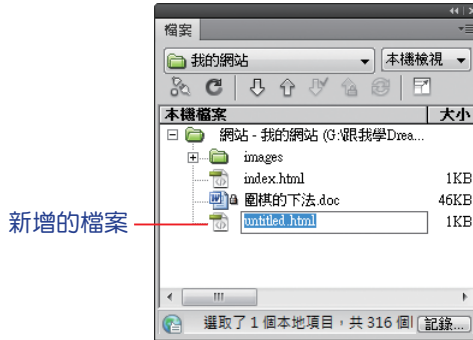 檔案
我的網站 本機檢視
本機檔案 大小
網站 - 我的網站 (G:\跟我學Drea...
images
index.html 1KB
圍棋的下法.doc 46KB
新增的檔案 untitled.html 1KB
選取了 1 個本地項目，共 316 個 記錄...